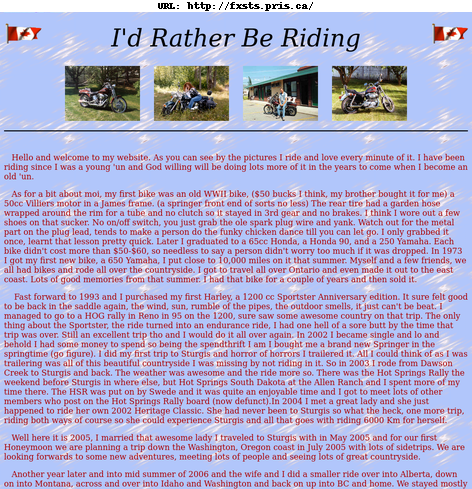 URL: http://fxsts.pris.ca/
I'd Rather Be Riding
Hello and welcome to my website. As you can see by the pictures I ride and love every minute of it. I have been
riding since I was a young 'un and God willing will be doing lots more of it in the years to come when I become an
old 'un.
As for a bit about moi, my first bike was an old WWII bike, ($50 bucks I think, my brother bought it for me) a
50cc Villiers motor in a James frame. (a springer front end of sorts no less) The rear tire had a garden hose
wrapped around the rim for a tube and no clutch so it stayed in 3rd gear and no brakes. I think I wore out a few
shoes on that sucker. No on/off switch, you just grab the ole spark plug wire and yank. Watch out for the metal
part on the plug lead, tends to make a person do the funky chicken dance till you can let go. I only grabbed it
once, learnt that lesson pretty quick. Later I graduated to a 65cc Honda, a Honda 90, and a 250 Yamaha. Each
bike didn't cost more than $50-$60, so needless to say a person didn't worry too much if it was dropped. In 1973
I got my first new bike, a 650 Yamaha, I put close to 10,000 miles on it that summer. Myself and a few friends, we
all had bikes and rode all over the countryside. I got to travel all over Ontario and even made it out to the east
coast. Lots of good memories from that summer. I had that bike for a couple of years and then sold it.
Fast forward to 1993 and I purchased my first Harley, a 1200 cc Sportster Anniversary edition. It sure felt good
to be back in the saddle again, the wind, sun, rumble of the pipes, the outdoor smells, it just can't be beat. I
managed to go to a HOG rally in Reno in 95 on the 1200, sure saw some awesome country on that trip. The only
thing about the Sportster, the ride turned into an endurance ride, I had one hell of a sore butt by the time that
trip was over. Still an excellent trip tho and I would do it all over again. In 2002 I became single and lo and
behold I had some money to spend so being the spendthrift I am I bought me a brand new Springer in the
springtime (go figure). I did my first trip to Sturgis and horror of horrors I trailered it. All I could think of as I was
trailering was all of this beautiful countryside I was missing by not riding in it. So in 2003 I rode from Dawson
Creek to Sturgis and back. The weather was awesome and the ride more so. There was the Hot Springs Rally the
weekend before Sturgis in where else, but Hot Springs South Dakota at the Allen Ranch and I spent more of my
time there. The HSR was put on by Swede and it was quite an enjoyable time and I got to meet lots of other
members who post on the Hot Springs Rally board (now defunct).In 2004 I met a great lady and she just
happened to ride her own 2002 Heritage Classic. She had never been to Sturgis so what the heck, one more trip,
riding both ways of course so she could experience Sturgis and all that goes with riding 6000 Km for herself.
Well here it is 2005, I married that awesome lady I traveled to Sturgis with in May 2005 and for our first
Honeymoon we are planning a trip down the Washington, Oregon coast in July 2005 with lots of sidetrips. We are
looking forwards to some new adventures, meeting lots of people and seeing lots of great countryside.
Another year later and into mid summer of 2006 and the wife and I did a smaller ride over into Alberta, down
into Montana, across and over into Idaho and Washington and back on up into BC and home. We stayed mostly